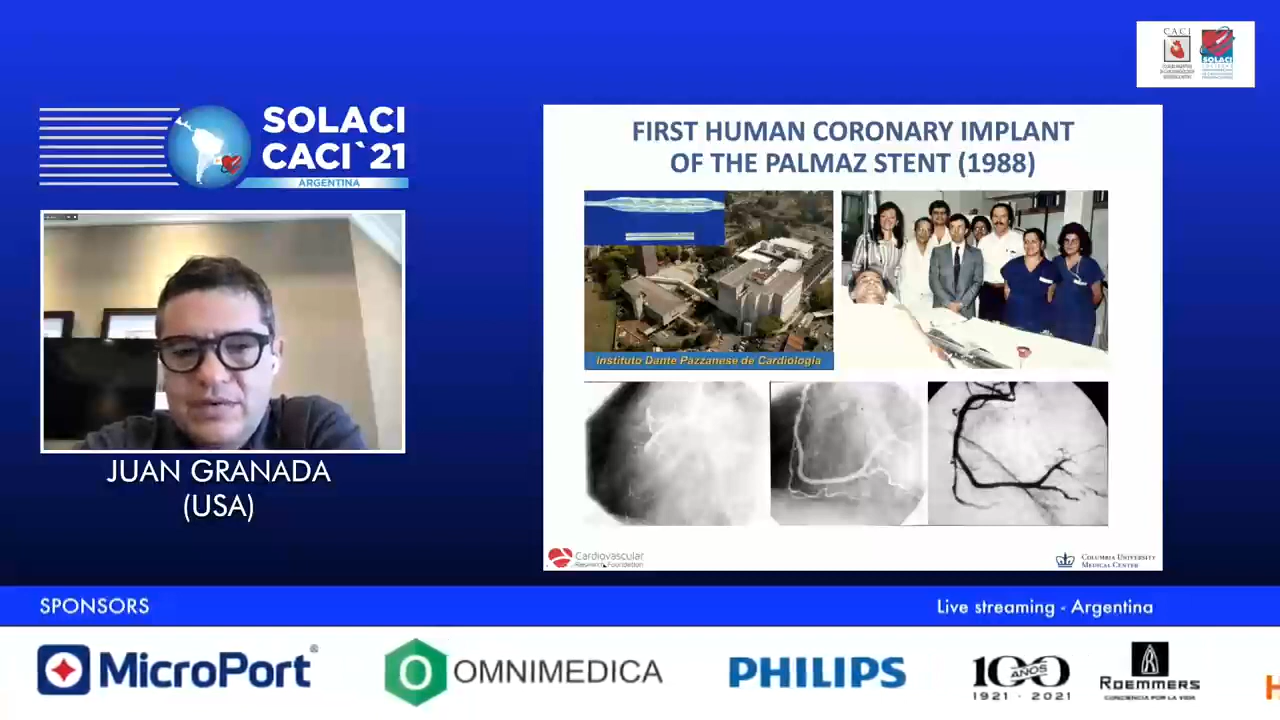 CACI
SOLACI
SOLACI
CACI`21
ARGENTINA
JUAN GRANADA
(USA)
FIRST HUMAN CORONARY IMPLANT
OF THE PALMAZ STENT (1988)
Instituto Dante Pazzanese de Cardiologia
Cardiovascular
Research Foundation
COLUMBIA UNIVERSITY
MEDICAL CENTER
SPONSORS
Live streaming - Argentina
MicroPort®
OMNIMEDICA
PHILIPS
100
AÑOS
1921 - 2021
ROEMMERS
CONCIENCIA POR LA VIDA
H